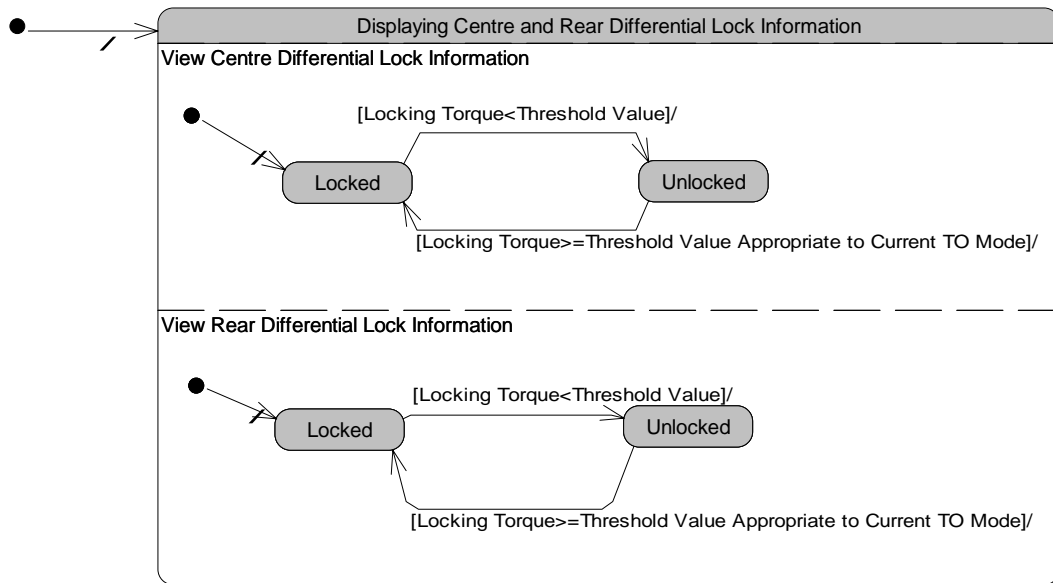 Displaying Centre and Rear Differential Lock Information
View Centre Differential Lock Information
[Locking Torque<Threshold Value]/
/
/
Locked
Unlocked
[Locking Torque>=Threshold Value Appropriate to Current TO Mode]/
View Rear Differential Lock Information
[Locking Torque<Threshold Value]/
/
Locked
Unlocked
[Locking Torque>=Threshold Value Appropriate to Current TO Mode]/